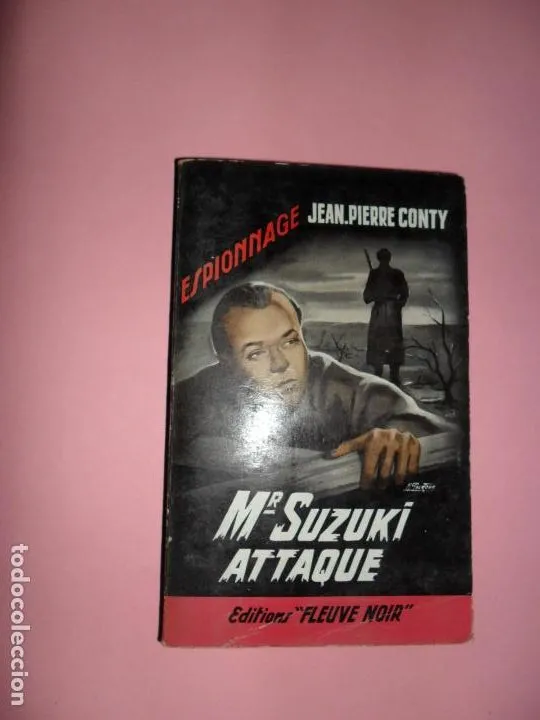 ESPIONNAGE
JEAN.PIERRE CONTY
MR SUZUKI
ATTAQUE
Editions "FLEUVE NOIR"
todocoleccion